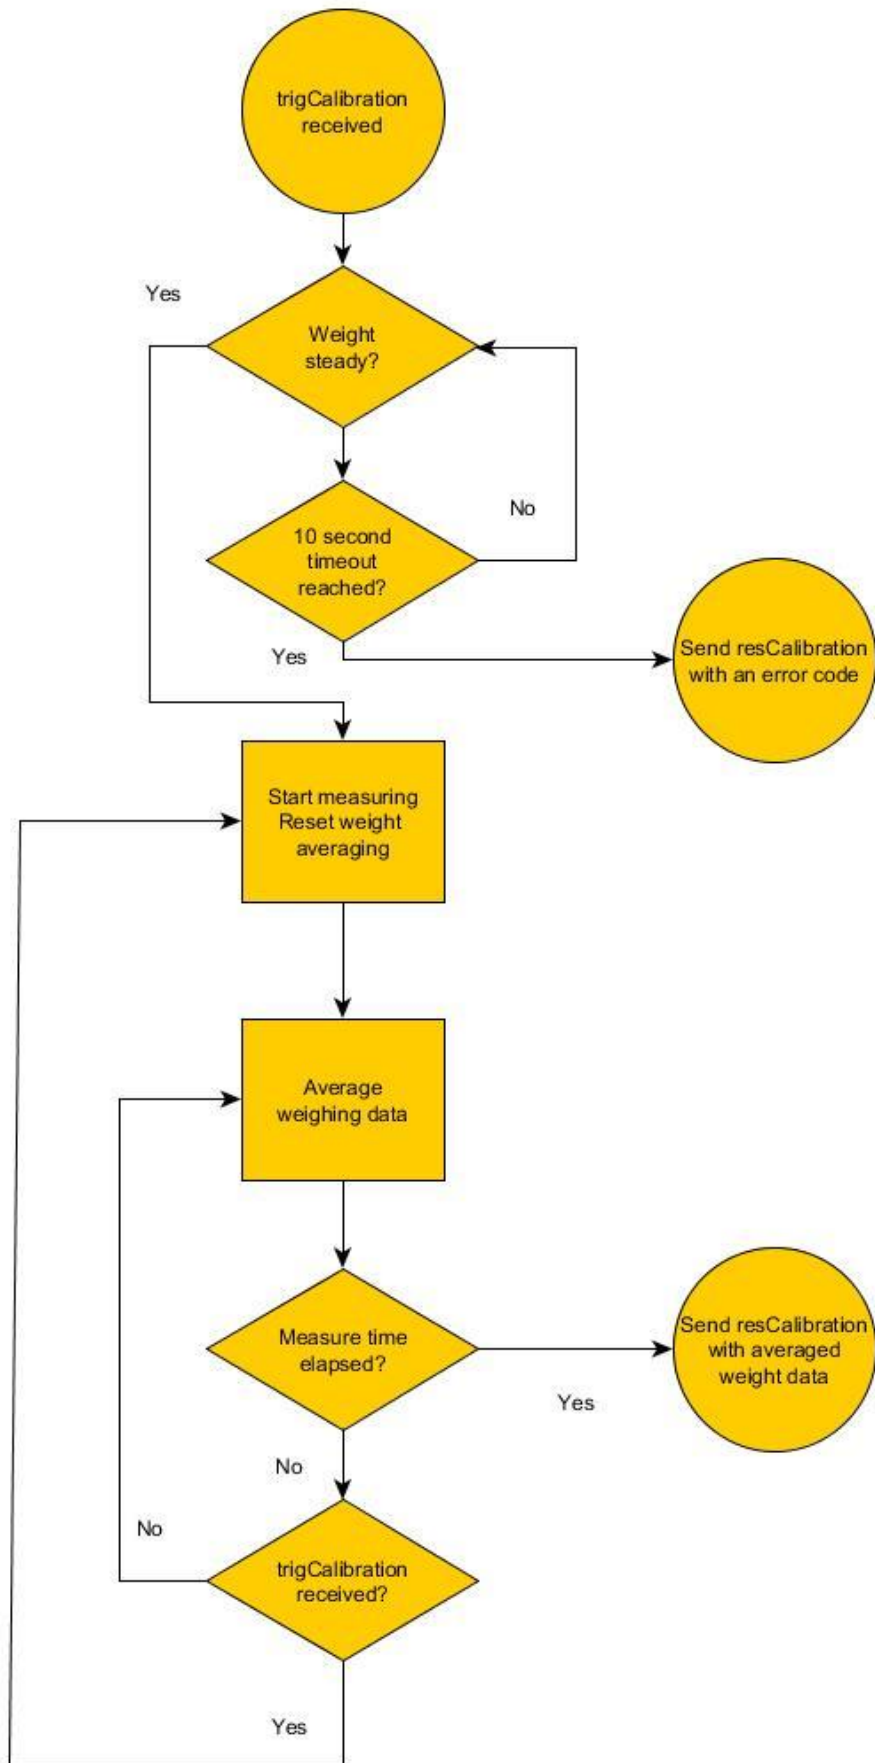 trigCalibration
received
Yes
Weight
steady?
No
10 second
timeout
reached?
Yes
Send resCalibration
with an error code
Start measuring
Reset weight
averaging
Average
weighing data
Measure time
elapsed?
Send resCalibration
with averaged
weight data
Yes
No
No
trigCalibration
received?
Yes